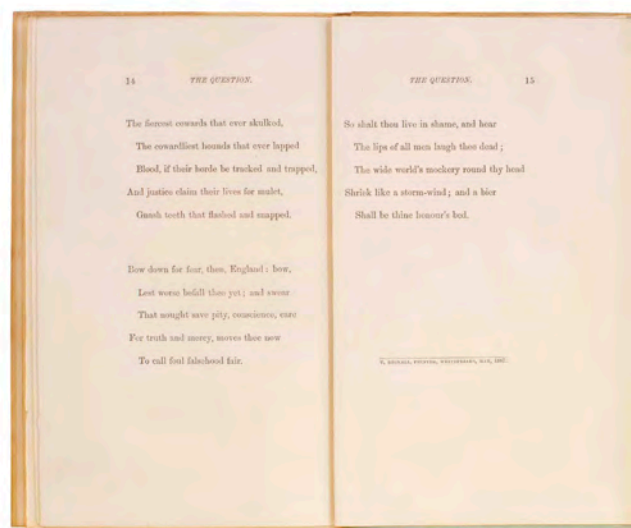 14 THE QUESTION.
The fiercest cowards that ever skulked,
The cowardliest hounds that ever lapped
Blood, if their horde be tracked and trapped,
And justice claim their lives for mulct,
Gnash teeth that flashed and snapped.
Bow down for fear, then, England: bow,
Lest worse befall thee yet; and swear
That nought save pity, conscience, care
For truth and mercy, moves thee now
To call foul falsehood fair.
THE QUESTION. 15
So shalt thou live in shame, and hear
The lips of all men laugh thee dead;
The wide world's mockery round thy head
Shriek like a storm-wind; and a bier
Shall be thine honour's bed.
PRINTER, MAY, 1887.